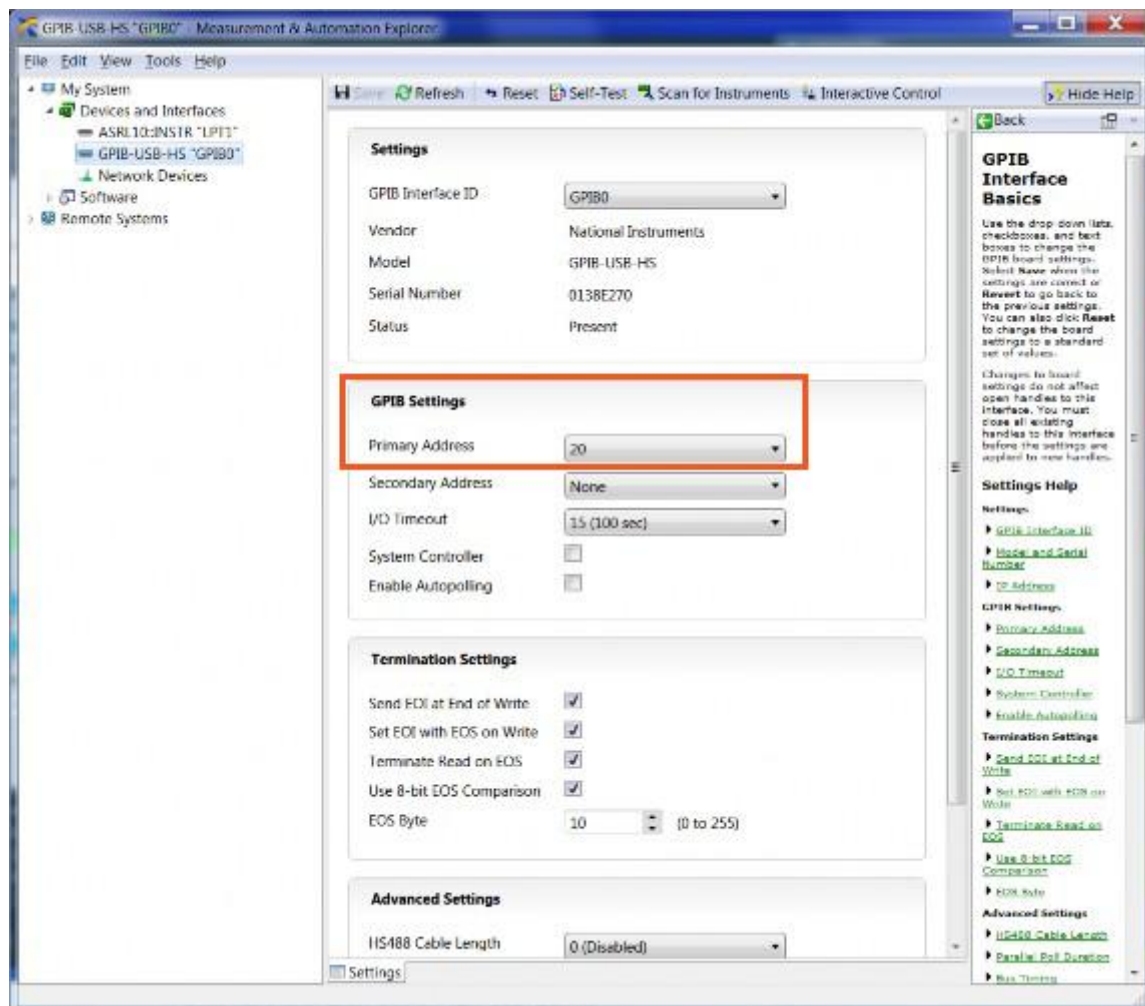 GPIB-USB-HS "GPIB0" - Measurement & Automation Explorer
File Edit View Tools Help
My System
Devices and Interfaces
ASRL10::INSTR "LPT1"
GPIB-USB-HS "GPIB0"
Network Devices
Software
Remote Systems
Save Refresh Reset Self-Test Scan for Instruments Interactive Control Hide Help
Settings
GPIB Interface ID GPIB0
Vendor National Instruments
Model GPIB-USB-HS
Serial Number 0138E270
Status Present
GPIB Settings
Primary Address 20
Secondary Address None
I/O Timeout 15 (100 sec)
System Controller
Enable Autopolling
Termination Settings
Send EOI at End of Write
Set EOI with EOS on Write
Terminate Read on EOS
Use 8-bit EOS Comparison
EOS Byte 10 (0 to 255)
Advanced Settings
HS488 Cable Length 0 (Disabled)
Settings
Back
GPIB
Interface
Basics
Use the drop down lists,
checkboxes, and text
boxes to change the
GPIB board settings.
Select Save when the
settings are correct or
Revert to go back to
the previous settings.
You can also click Reset
to change the board
settings to a standard
set of values.
Changes to board
settings do not affect
open handles to this
interface. You must
close all existing
handles to this interface
before the settings are
applied to new handles.
Settings Help
Settings
GPIB Interface ID
Model and Serial
Number
IP Address
GPIB Settings
Primary Address
Secondary Address
I/O Timeout
System Controller
Enable Autopolling
Termination Settings
Send EOI at End of
Write
Set EOI with EOS on
Write
Terminate Read on
EOS
Use 8-bit EOS
Comparison
EOS Byte
Advanced Settings
HS488 Cable Length
Parallel Poll Duration
Bus Timing